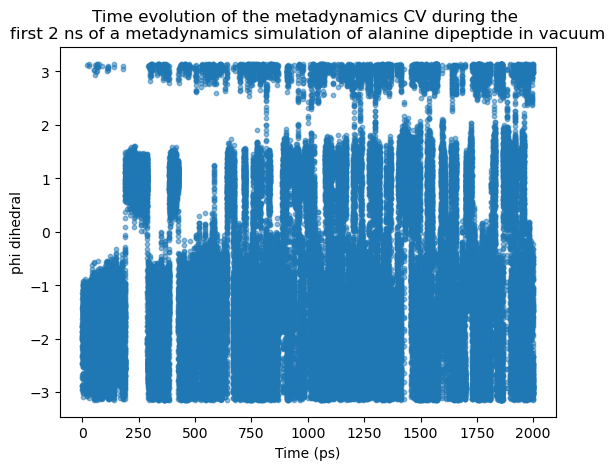 Time evolution of the metadynamics CV during the
first 2 ns of a metadynamics simulation of alanine dipeptide in vacuum
3
2
1
0
−1
−2
−3
phi dihedral
0 250 500 750 1000 1250 1500 1750 2000
Time (ps)